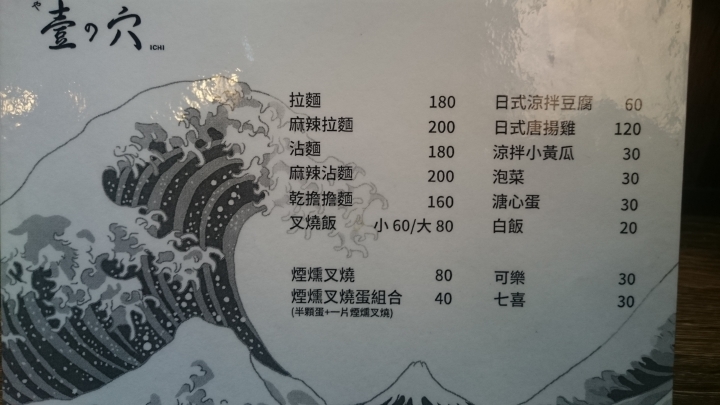 や
壹の穴 ICHI
拉麵 180
麻辣拉麵 200
沾麵 180
麻辣沾麵 200
乾擔擔麵 160
叉燒飯 小 60/大 80
煙燻叉燒 80
煙燻叉燒蛋組合 40
(半顆蛋+一片煙燻叉燒)
日式涼拌豆腐 60
日式唐揚雞 120
涼拌小黃瓜 30
泡菜 30
溏心蛋 30
白飯 20
可樂 30
七喜 30